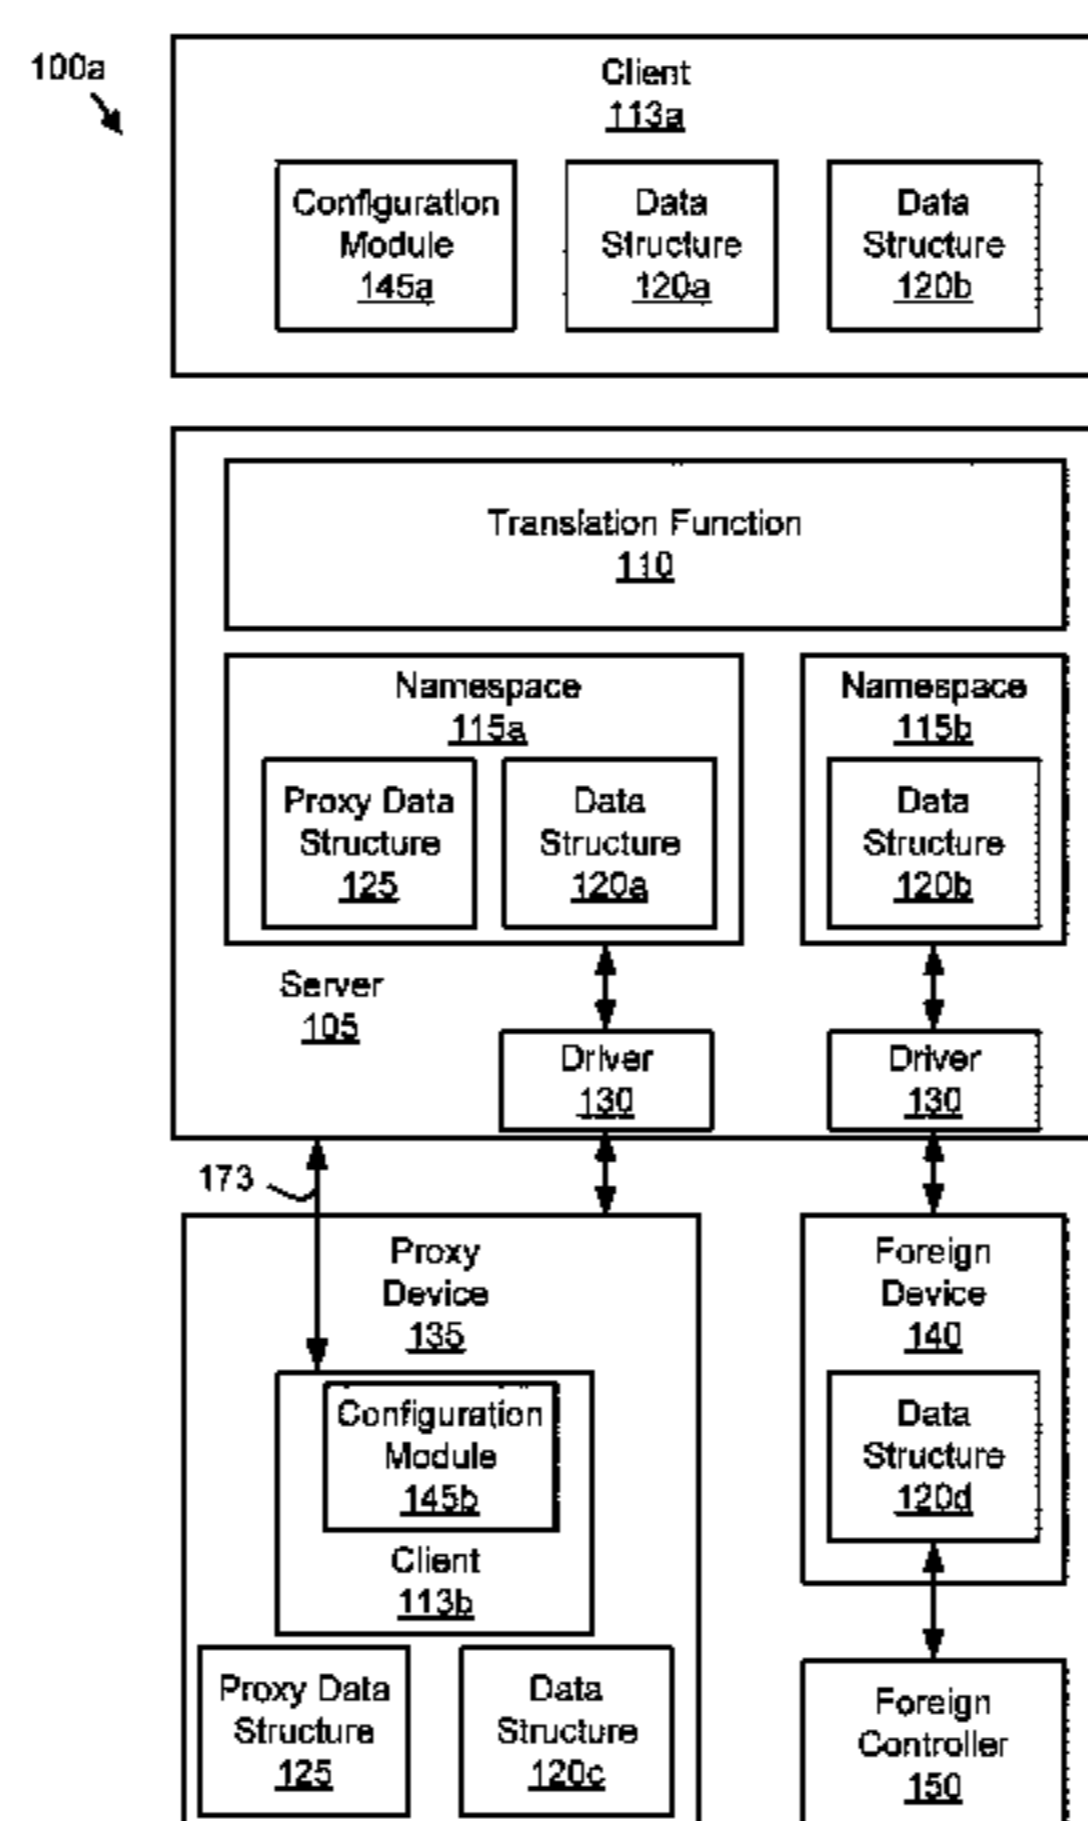 100a
Client
113a
Configuration
Module
145a
Data
Structure
120a
Data
Structure
120b
Translation Function
110
Namespace
115a
Proxy Data
Structure
125
Data
Structure
120a
Namespace
115b
Data
Structure
120b
Server
105
Driver
130
Driver
130
173
Proxy
Device
135
Configuration
Module
145b
Client
113b
Proxy Data
Structure
125
Data
Structure
120c
Foreign
Device
140
Data
Structure
120d
Foreign
Controller
150